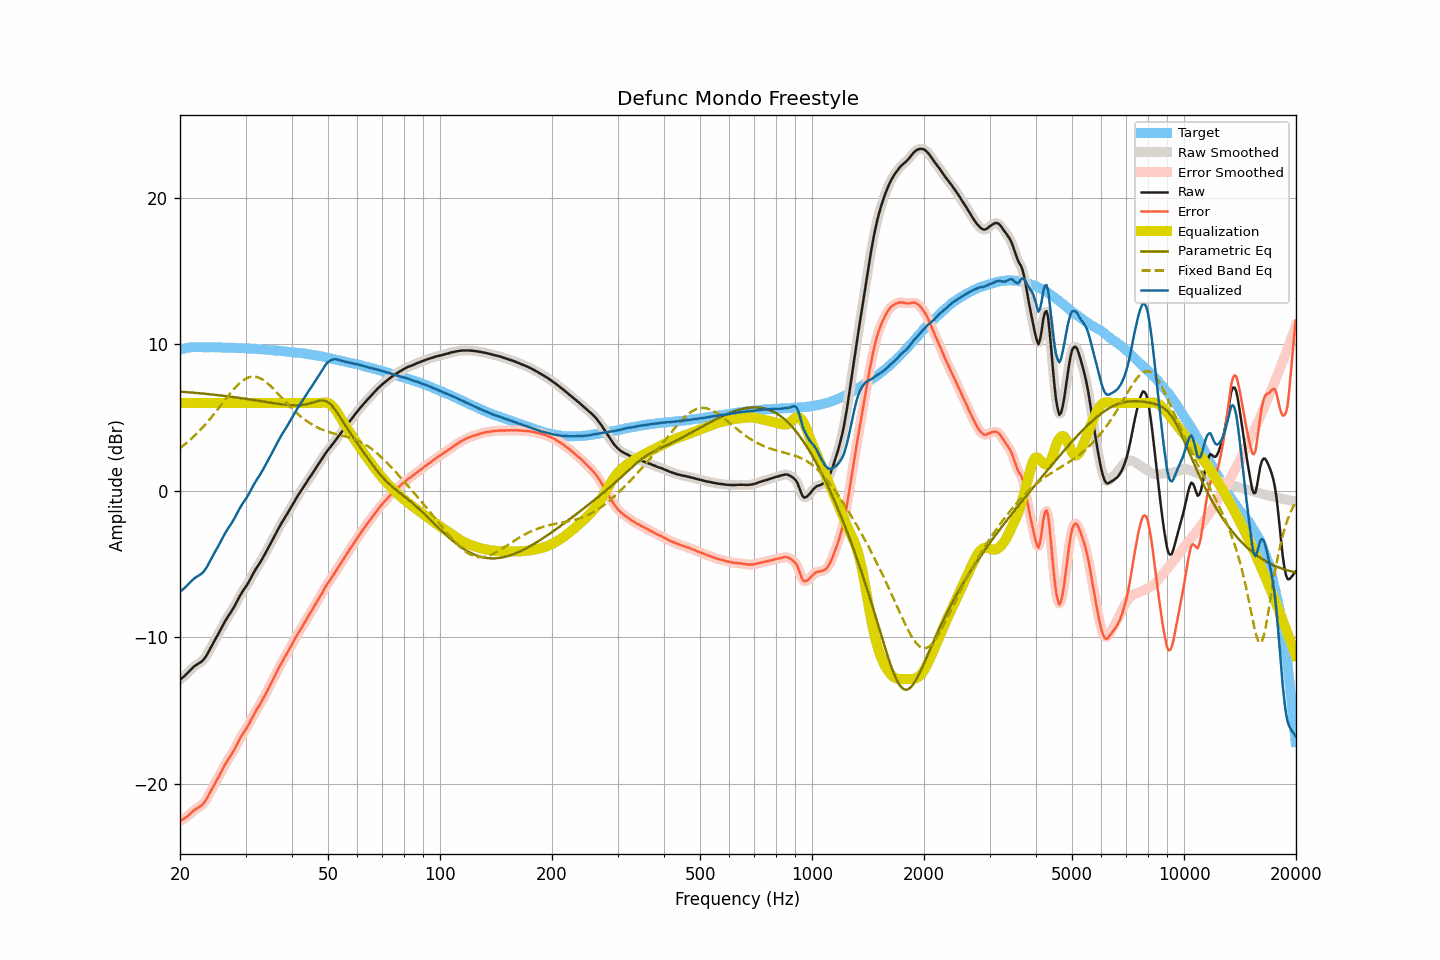 Defunc Mondo Freestyle
Target
Raw Smoothed
Error Smoothed
Raw
Error
Equalization
Parametric Eq
Fixed Band Eq
Equalized
Amplitude (dBr)
20
10
0
−10
−20
20 50 100 200 500 1000 2000 5000 10000 20000
Frequency (Hz)